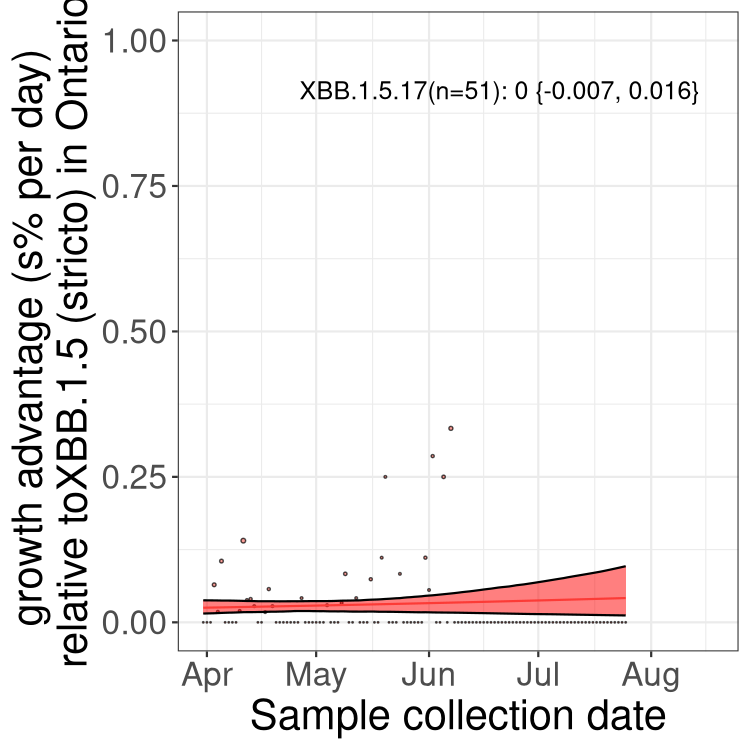 growth advantage (s% per day)
relative toXBB.1.5 (stricto) in Ontario
1.00
0.75
0.50
0.25
0.00
XBB.1.5.17(n=51): 0 {-0.007, 0.016}
Apr May Jun Jul Aug
Sample collection date